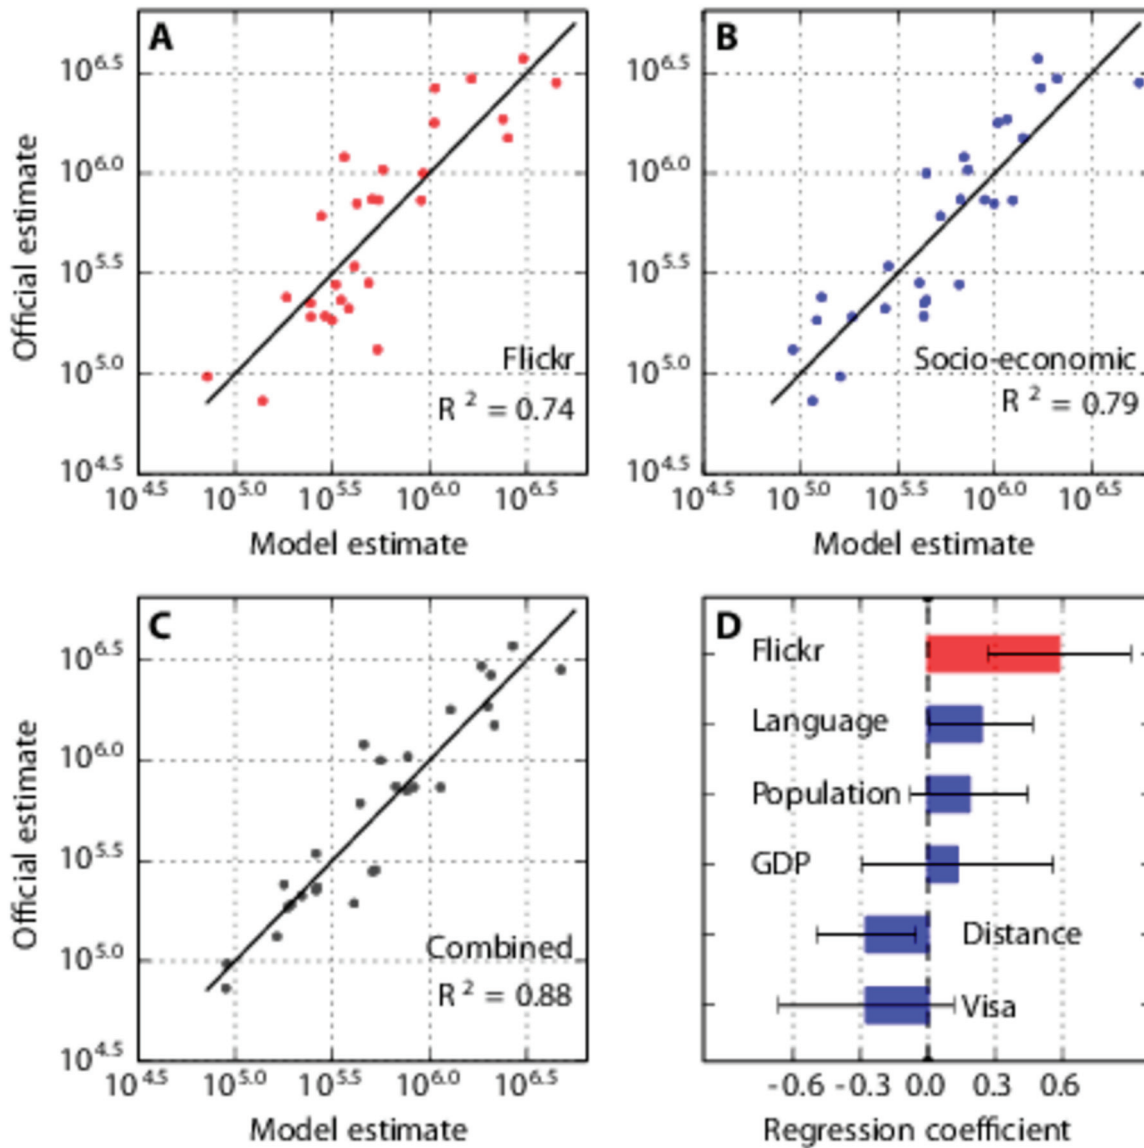 A
Official estimate
10^6.5
10^6.0
10^5.5
10^5.0
10^4.5
Flickr
R ² = 0.74
10^4.5 10^5.0 10^5.5 10^6.0 10^6.5
Model estimate
B
10^6.5
10^6.0
10^5.5
10^5.0
10^4.5
Socio-economic
R ² = 0.79
10^4.5 10^5.0 10^5.5 10^6.0 10^6.5
Model estimate
C
Official estimate
10^6.5
10^6.0
10^5.5
10^5.0
10^4.5
Combined
R ² = 0.88
10^4.5 10^5.0 10^5.5 10^6.0 10^6.5
Model estimate
D
Flickr
Language
Population
GDP
Distance
Visa
-0.6 -0.3 0.0 0.3 0.6
Regression coefficient